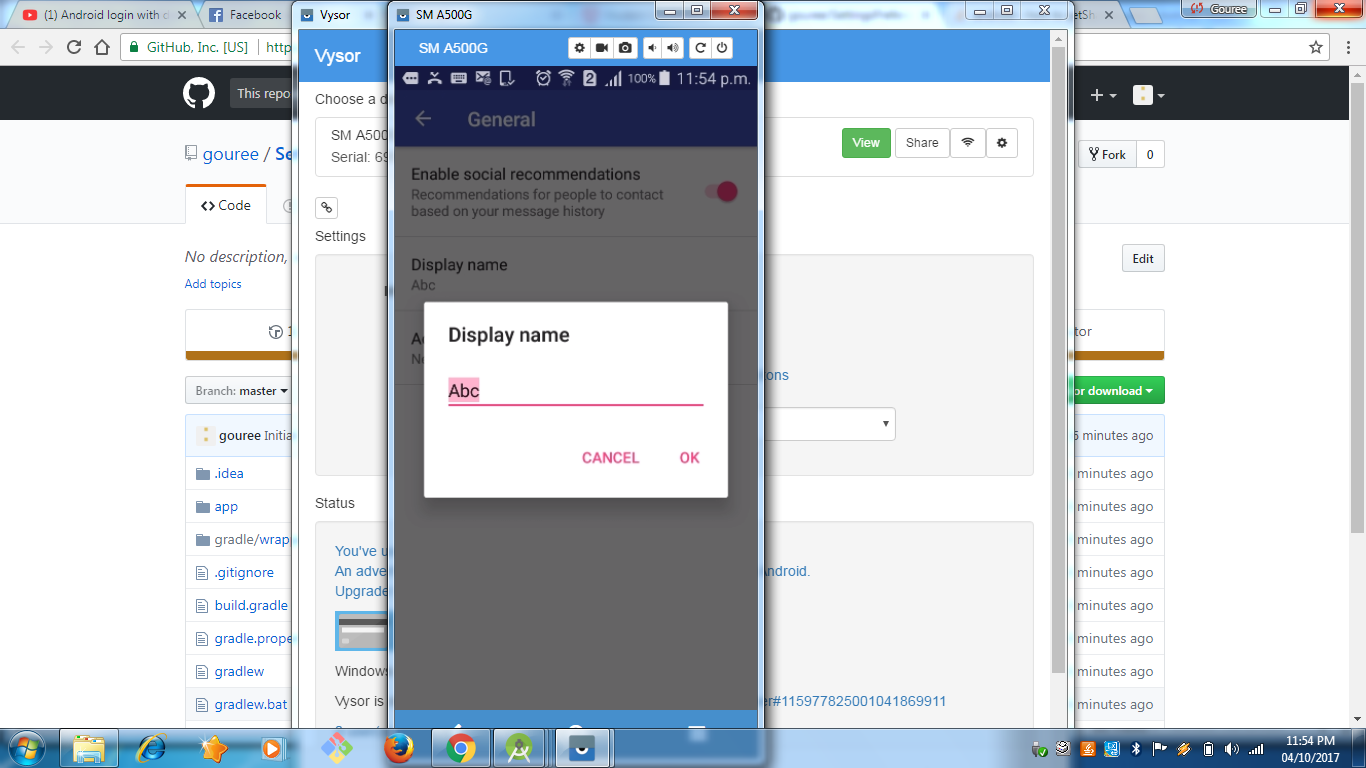 (1) Android login with d
Facebook
Vysor
SM A500G
gouree/SettingsHello
etSh
Gouree
GitHub, Inc. [US]
http
Vysor
SM A500G
11:54 p.m.
100%
2
This repo
Choose a d
General
gouree / Se
SM A500
Serial: 69
View
Share
Fork
0
Enable social recommendations
Recommendations for people to contact
based on your message history
Code
Settings
No description,
Edit
Add topics
Display name
Abc
1
tor
Display name
Abc
CANCEL
OK
ions
Branch: master
or download
gouree Initia
minutes ago
.idea
minutes ago
app
minutes ago
gradle/wrap
minutes ago
.gitignore
minutes ago
build.gradle
minutes ago
gradle.prope
minutes ago
gradlew
minutes ago
gradlew.bat
minutes ago
Status
You've u
An adve
Android.
Upgrade
Windows
Vysor is
er#115977825001041869911
11:54 PM
04/10/2017